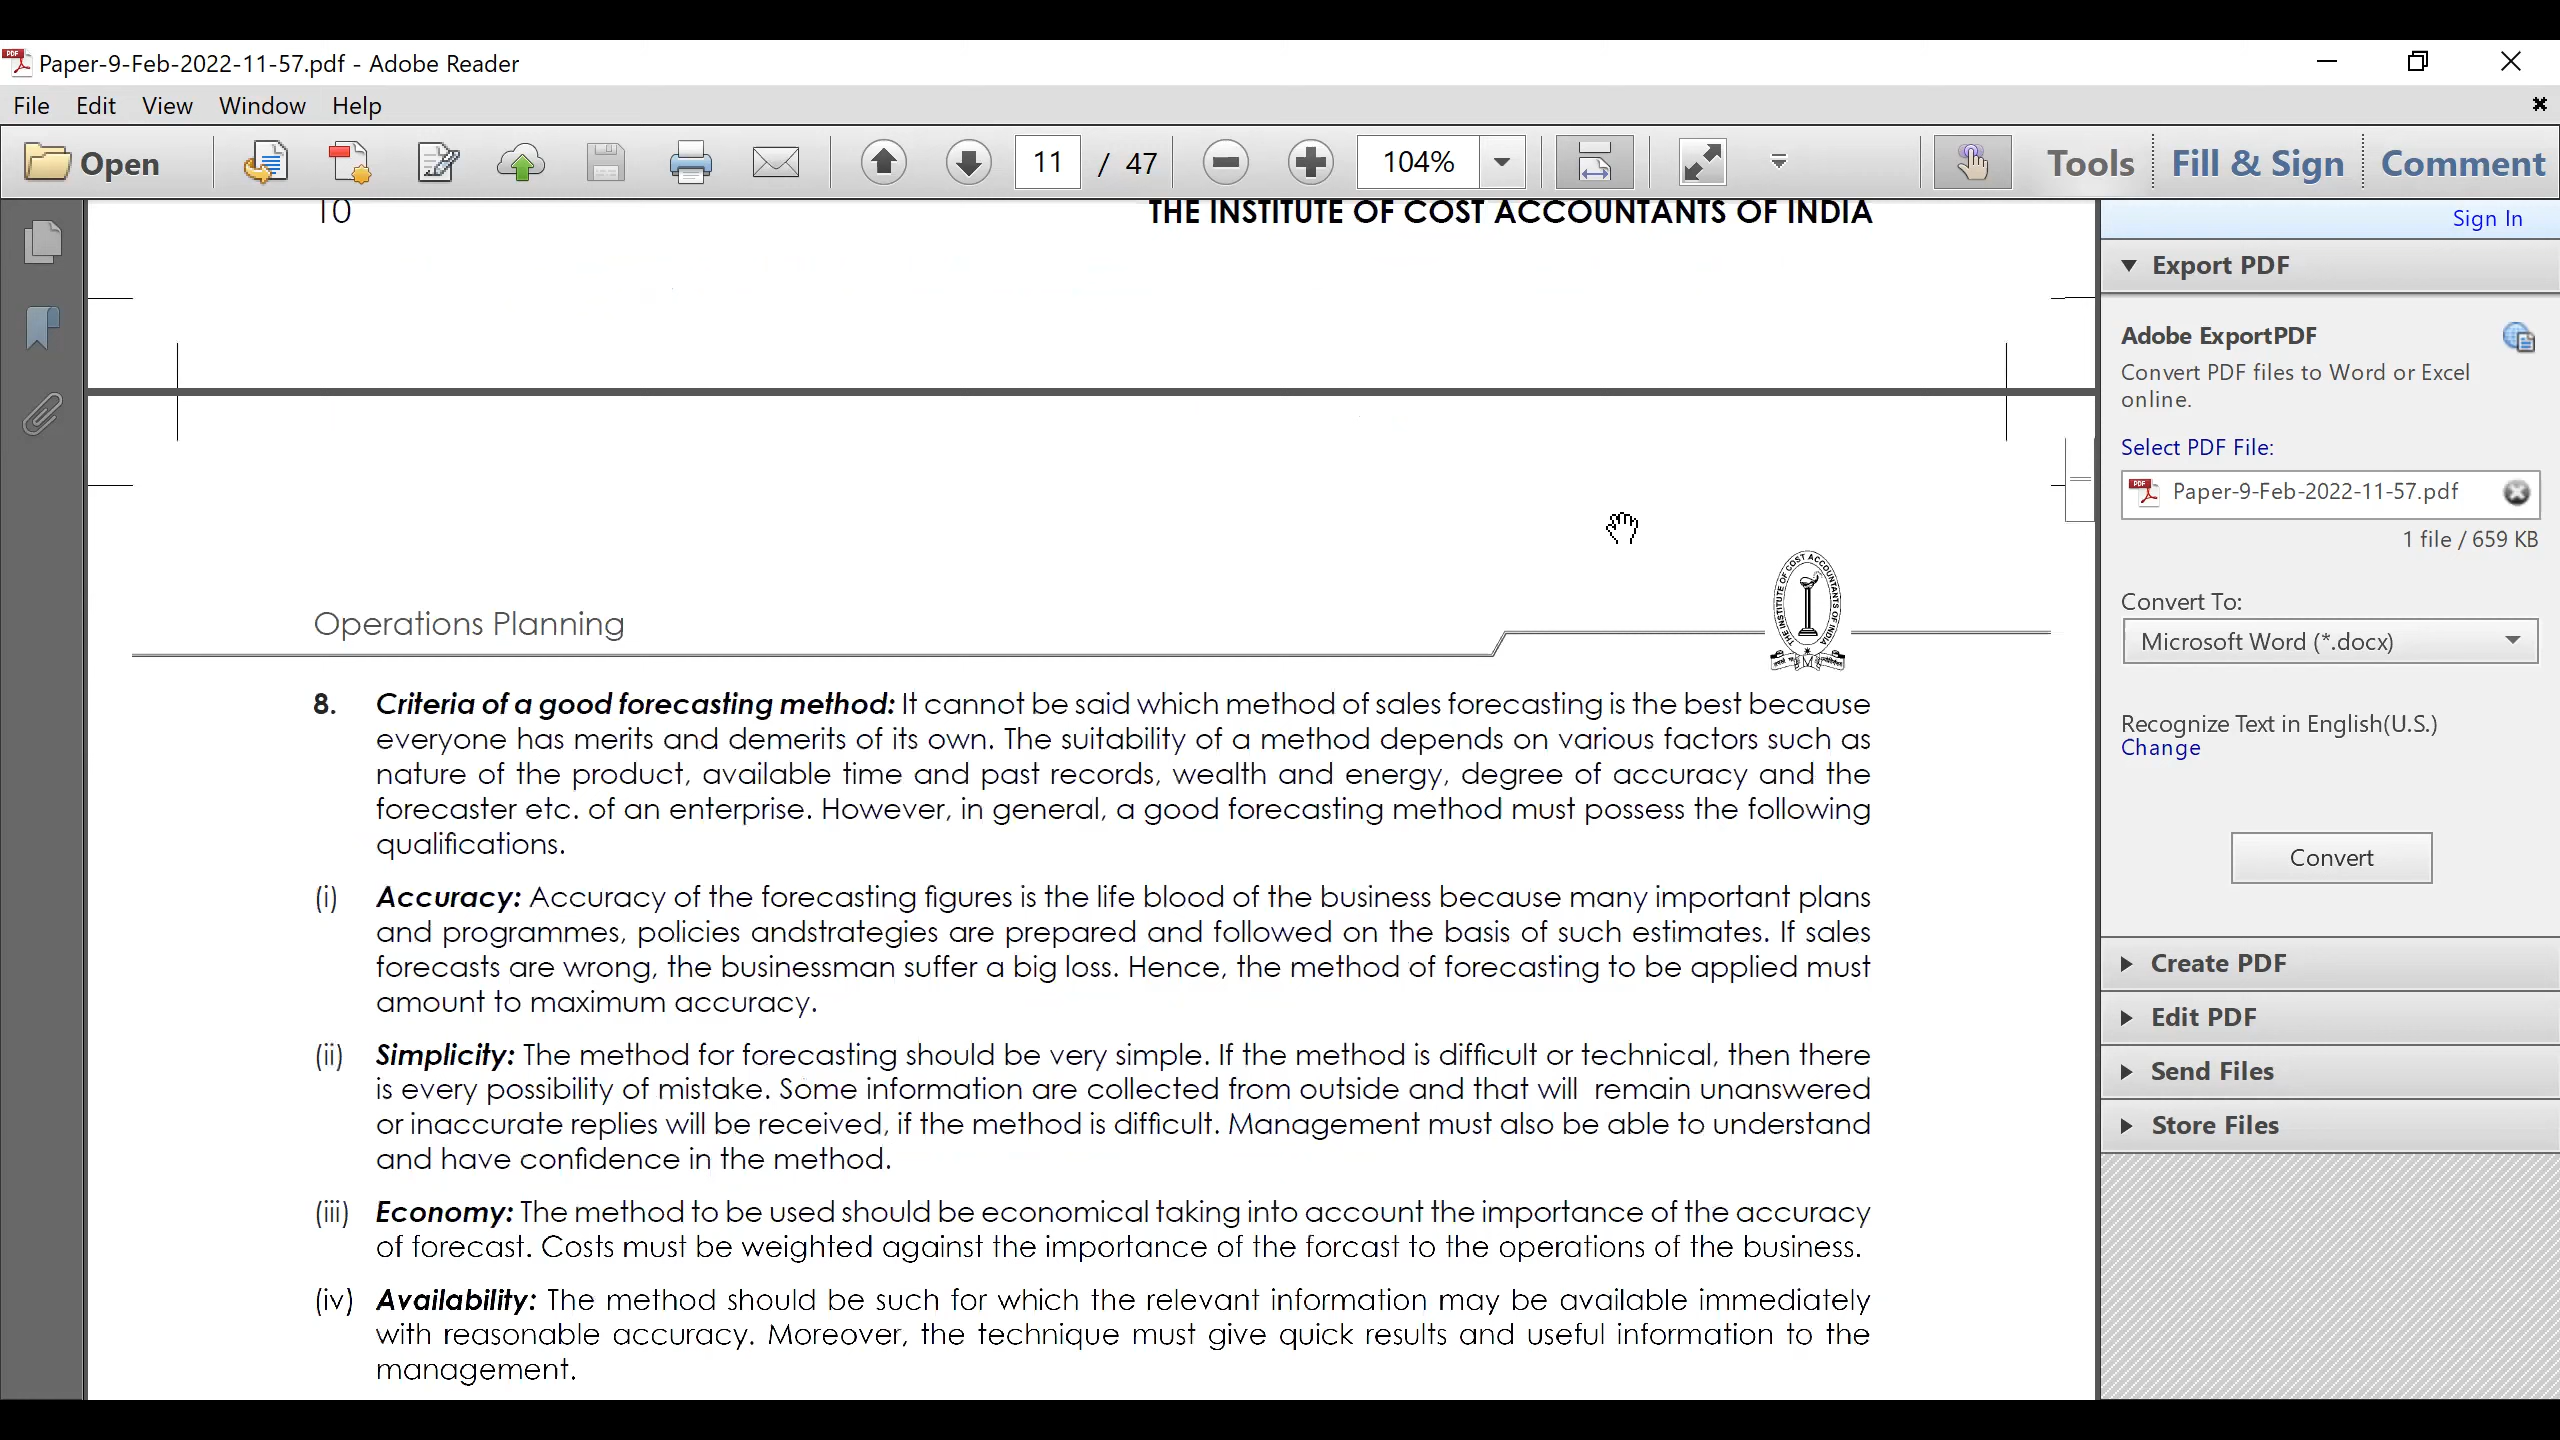 Paper-9-Feb-2022-11-57.pdf - Adobe Reader
File Edit View Window Help
Open 11 / 47 104% Tools Fill & Sign Comment
10 THE INSTITUTE OF COST ACCOUNTANTS OF INDIA
Operations Planning
THE INSTITUTE OF COST ACCOUNTANTS OF INDIA
8. Criteria of a good forecasting method: It cannot be said which method of sales forecasting is the best because
everyone has merits and demerits of its own. The suitability of a method depends on various factors such as
nature of the product, available time and past records, wealth and energy, degree of accuracy and the
forecaster etc. of an enterprise. However, in general, a good forecasting method must possess the following
qualifications.
(i) Accuracy: Accuracy of the forecasting figures is the life blood of the business because many important plans
and programmes, policies andstrategies are prepared and followed on the basis of such estimates. If sales
forecasts are wrong, the businessman suffer a big loss. Hence, the method of forecasting to be applied must
amount to maximum accuracy.
(ii) Simplicity: The method for forecasting should be very simple. If the method is difficult or technical, then there
is every possibility of mistake. Some information are collected from outside and that will remain unanswered
or inaccurate replies will be received, if the method is difficult. Management must also be able to understand
and have confidence in the method.
(iii) Economy: The method to be used should be economical taking into account the importance of the accuracy
of forecast. Costs must be weighted against the importance of the forcast to the operations of the business.
(iv) Availability: The method should be such for which the relevant information may be available immediately
with reasonable accuracy. Moreover, the technique must give quick results and useful information to the
management.
Sign In
Export PDF
Adobe ExportPDF
Convert PDF files to Word or Excel
online.
Select PDF File:
Paper-9-Feb-2022-11-57.pdf
1 file / 659 KB
Convert To:
Microsoft Word (*.docx)
Recognize Text in English(U.S.)
Change
Convert
Create PDF
Edit PDF
Send Files
Store Files